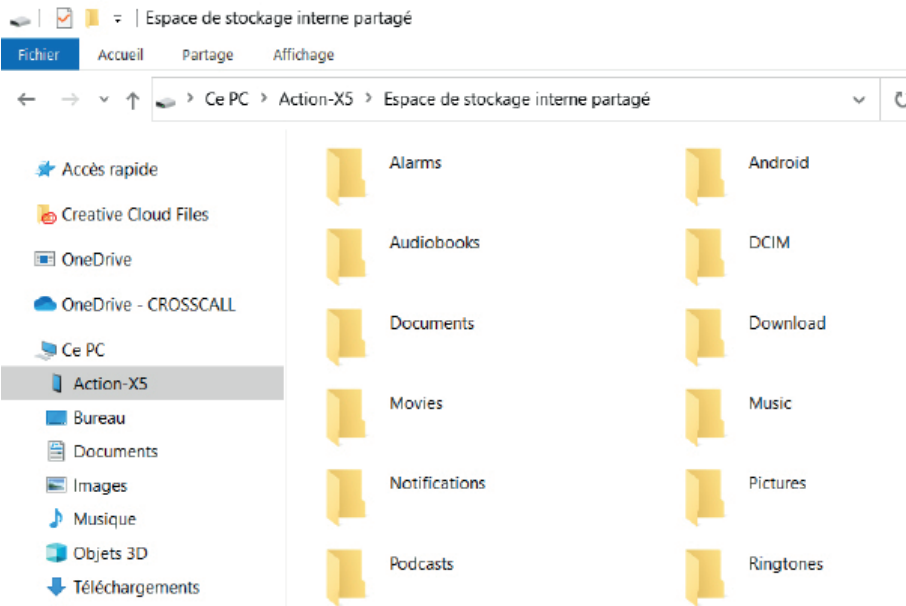 Espace de stockage interne partagé
Fichier Accueil Partage Affichage
Ce PC > Action-X5 > Espace de stockage interne partagé
Accès rapide
Creative Cloud Files
OneDrive
OneDrive - CROSSCALL
Ce PC
Action-X5
Bureau
Documents
Images
Musique
Objets 3D
Téléchargements
Alarms Android
Audiobooks DCIM
Documents Download
Movies Music
Notifications Pictures
Podcasts Ringtones